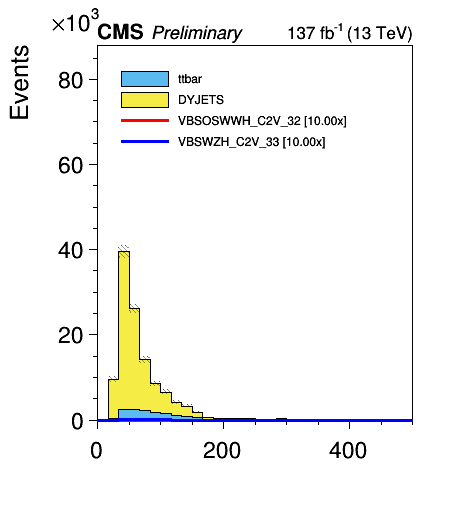 ×10³
CMS Preliminary 137 fb⁻¹ (13 TeV)
Events
80
60
40
20
0
ttbar
DYJETS
VBSOSWWH_C2V_32 [10.00x]
VBSWZH_C2V_33 [10.00x]
0 200 400